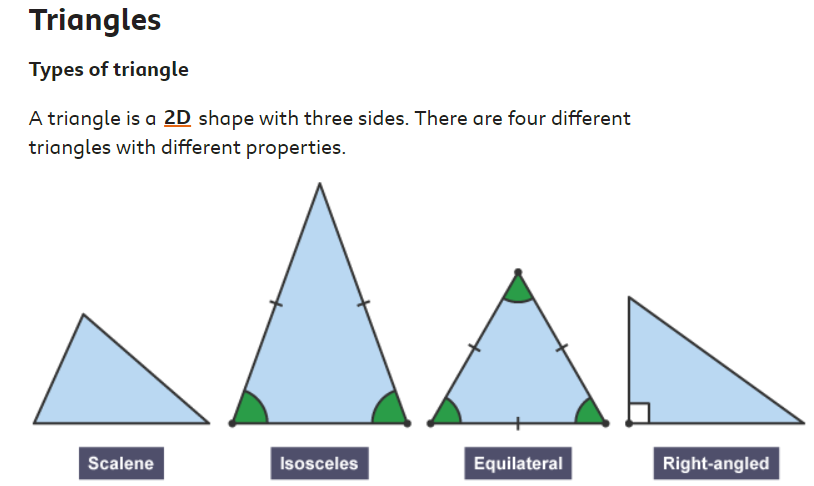 Triangles
Types of triangle
A triangle is a 2D shape with three sides. There are four different
triangles with different properties.
Scalene
Isosceles
Equilateral
Right-angled